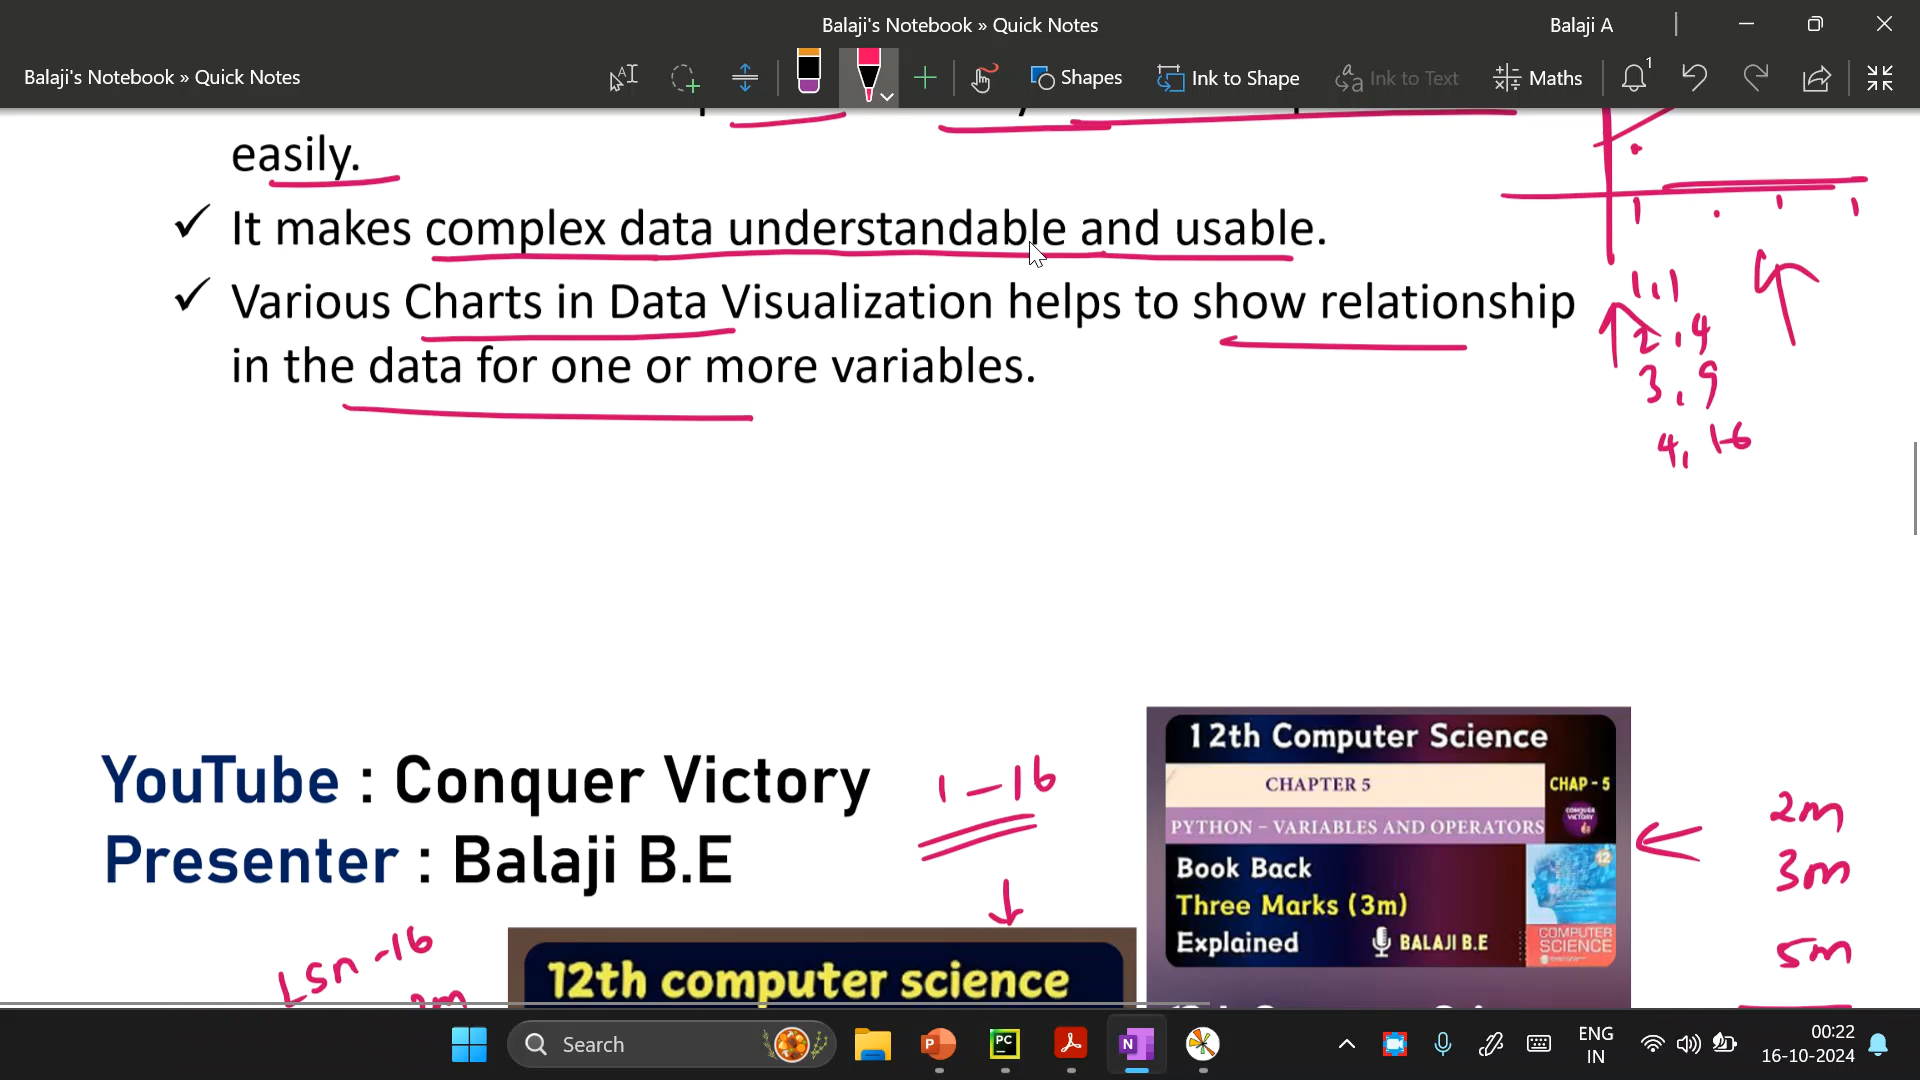 Balaji's Notebook » Quick Notes
Balaji A
Balaji's Notebook » Quick Notes
Shapes
Ink to Shape
Ink to Text
Maths
1
easily.
✓ It makes complex data understandable and usable.
✓ Various Charts in Data Visualization helps to show relationship
in the data for one or more variables.
1,1
2,4
3,9
4,16
YouTube : Conquer Victory
Presenter : Balaji B.E
1-16
Lsn-16
12th computer science
12th Computer Science
CHAPTER 5
CHAP - 5
PYTHON - VARIABLES AND OPERATORS
CONQUER
VICTORY
Book Back
Three Marks (3m)
Explained
BALAJI B.E
12
COMPUTER
SCIENCE
2m
3m
5m
Search
ENG
IN
00:22
16-10-2024